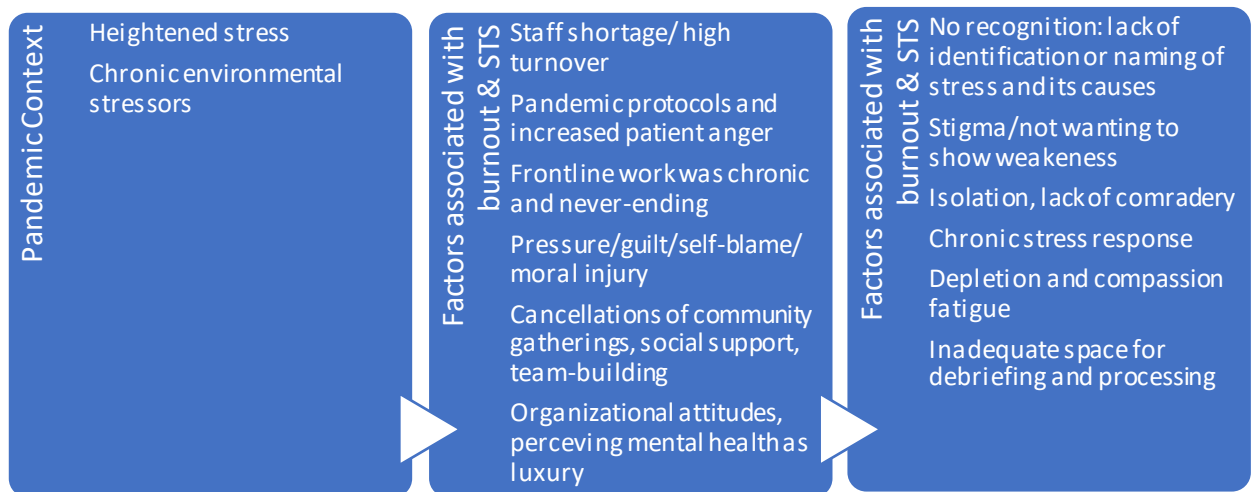 Pandemic Context
Heightened stress
Chronic environmental
stressors
Factors associated with
burnout & STS
Staff shortage/ high
turnover
Pandemic protocols and
increased patient anger
Frontline work was chronic
and never-ending
Pressure/guilt/self-blame/
moral injury
Cancellations of community
gatherings, social support,
team-building
Organizational attitudes,
perceving mental health as
luxury
Factors associated with
burnout & STS
No recognition: lack of
identification or naming of
stress and its causes
Stigma/not wanting to
show weakeness
Isolation, lack of comradery
Chronic stress response
Depletion and compassion
fatigue
Inadequate space for
debriefing and processing